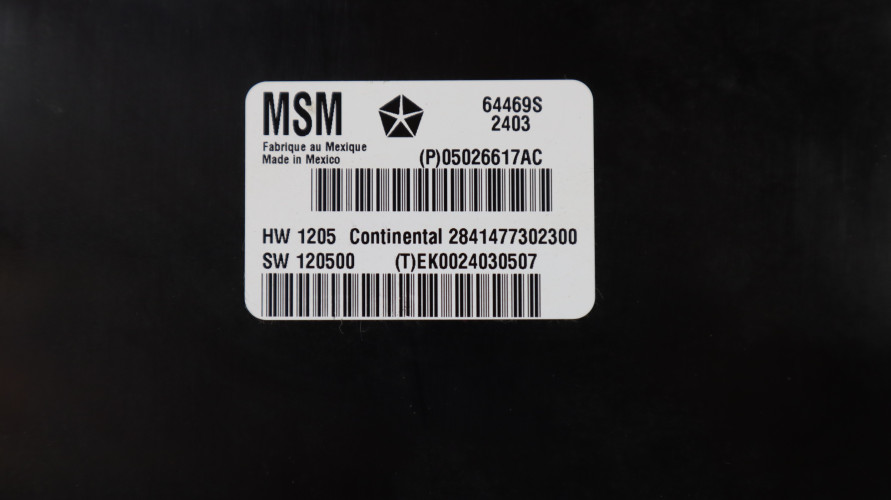 MSM
64469S
2403
Fabrique au Mexique
Made in Mexico
(P)05026617AC
HW 1205 Continental 2841477302300
SW 120500 (T)EK0024030507